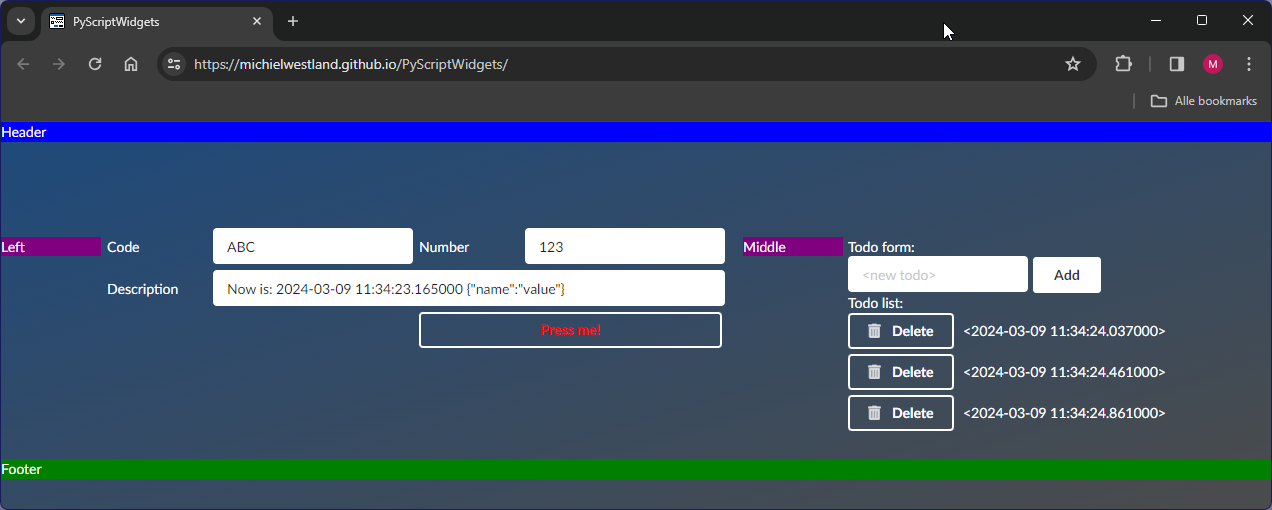 PyScriptWidgets
https://michielwestland.github.io/PyScriptWidgets/
M
Alle bookmarks
Header
Left Code ABC Number 123 Middle Todo form:
<new todo> Add
Description Now is: 2024-03-09 11:34:23.165000 {"name":"value"}
Todo list:
Press me! Delete <2024-03-09 11:34:24.037000>
Delete <2024-03-09 11:34:24.461000>
Delete <2024-03-09 11:34:24.861000>
Footer